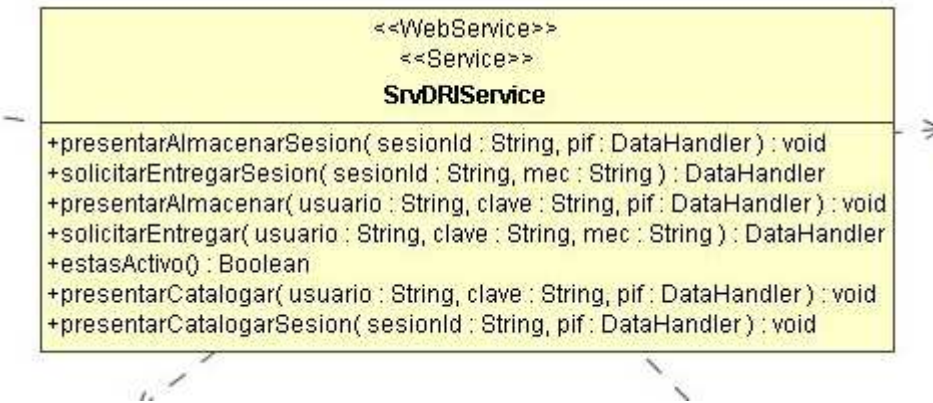 <<WebService>>
<<Service>>
SrvDRIService
+presentarAlmacenarSesion( sesionId : String, pif : DataHandler ) : void
+solicitarEntregarSesion( sesionId : String, mec : String ) : DataHandler
+presentarAlmacenar( usuario : String, clave : String, pif : DataHandler ) : void
+solicitarEntregar( usuario : String, clave : String, mec : String ) : DataHandler
+estasActivo() : Boolean
+presentarCatalogar( usuario : String, clave : String, pif : DataHandler ) : void
+presentarCatalogarSesion( sesionId : String, pif : DataHandler ) : void